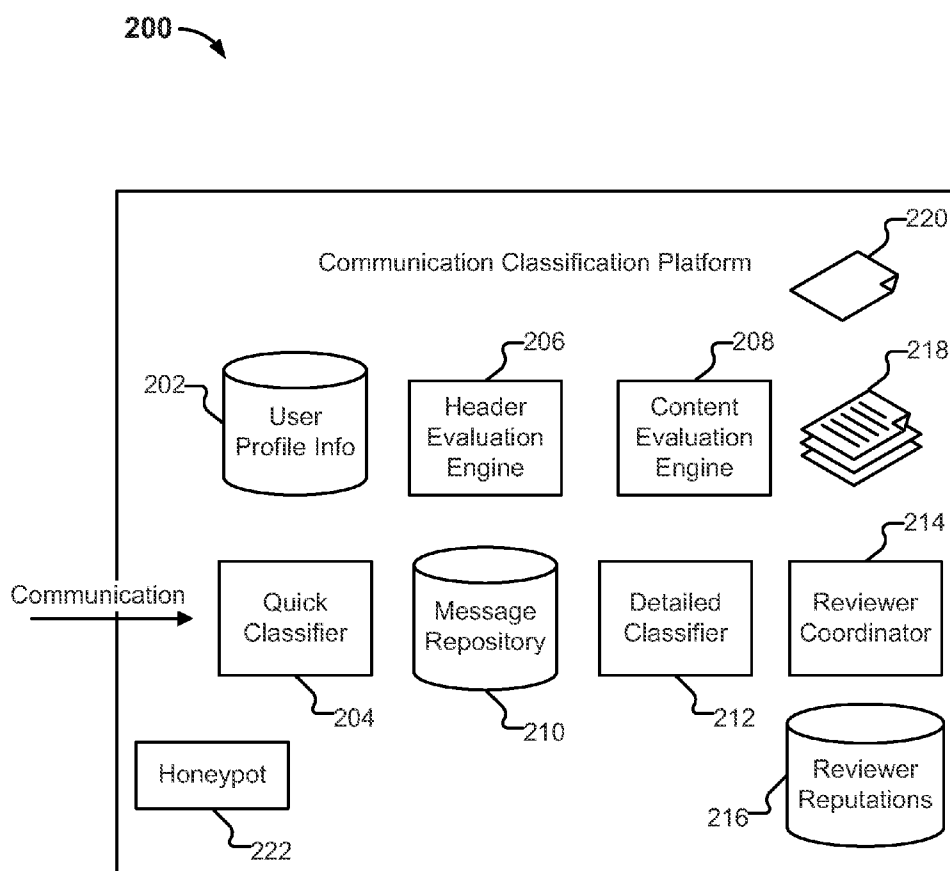 200
220
Communication Classification Platform
206
208
218
202
User
Profile Info
Header
Evaluation
Engine
Content
Evaluation
Engine
214
Communication
Quick
Classifier
Message
Repository
Detailed
Classifier
Reviewer
Coordinator
204
210
212
Honeypot
222
216
Reviewer
Reputations